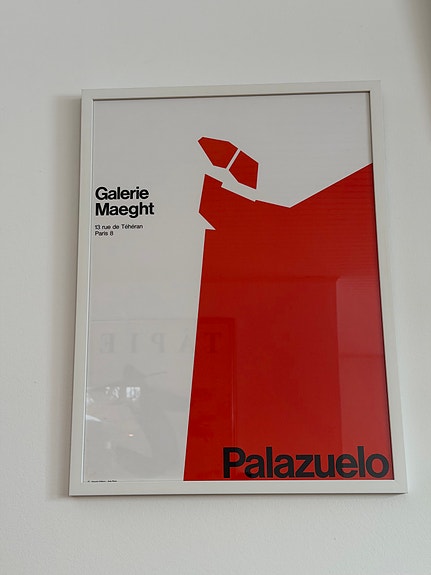 Galerie
Maeght
13 rue de Téhéran
Paris 8
Palazuelo